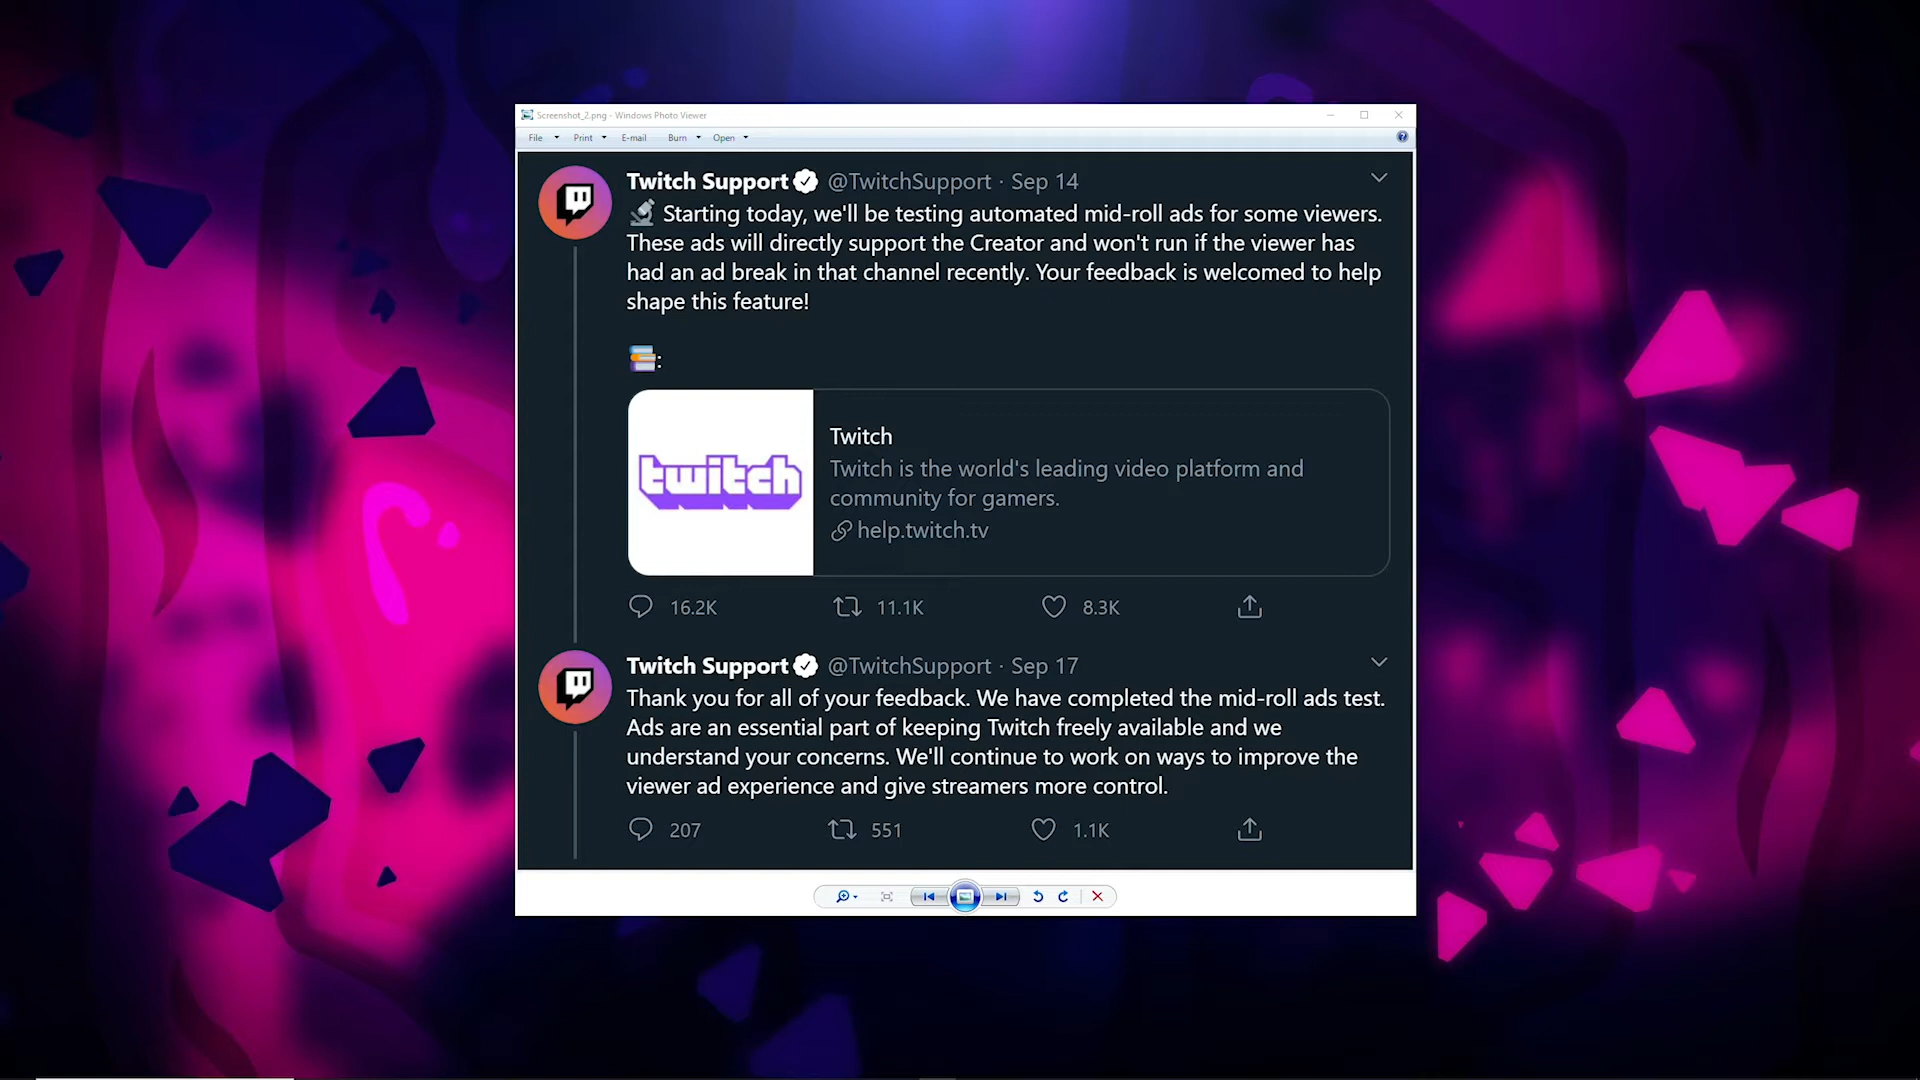 Screenshot_2.png - Windows Photo Viewer
File Print E-mail Burn Open
Twitch Support @TwitchSupport · Sep 14
Starting today, we'll be testing automated mid-roll ads for some viewers.
These ads will directly support the Creator and won't run if the viewer has
had an ad break in that channel recently. Your feedback is welcomed to help
shape this feature!
:
twitch
Twitch
Twitch is the world's leading video platform and
community for gamers.
help.twitch.tv
16.2K 11.1K 8.3K
Twitch Support @TwitchSupport · Sep 17
Thank you for all of your feedback. We have completed the mid-roll ads test.
Ads are an essential part of keeping Twitch freely available and we
understand your concerns. We'll continue to work on ways to improve the
viewer ad experience and give streamers more control.
207 551 1.1K